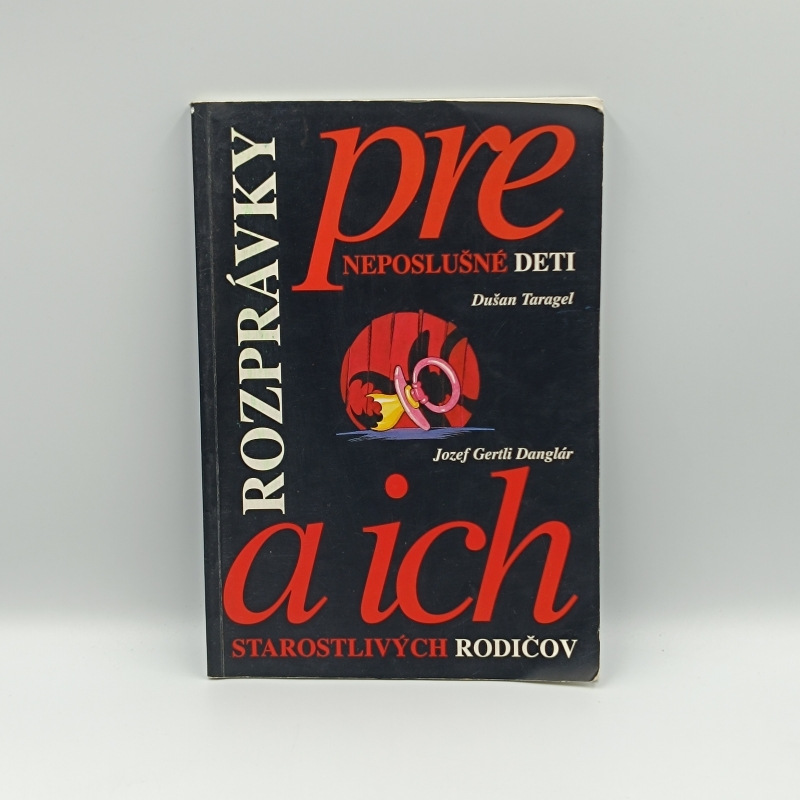 ROZPRÁVKY
pre
NEPOSLUŠNÉ DETI
Dušan Taragel
Jozef Gertli Danglár
a ich
STAROSTLIVÝCH RODIČOV